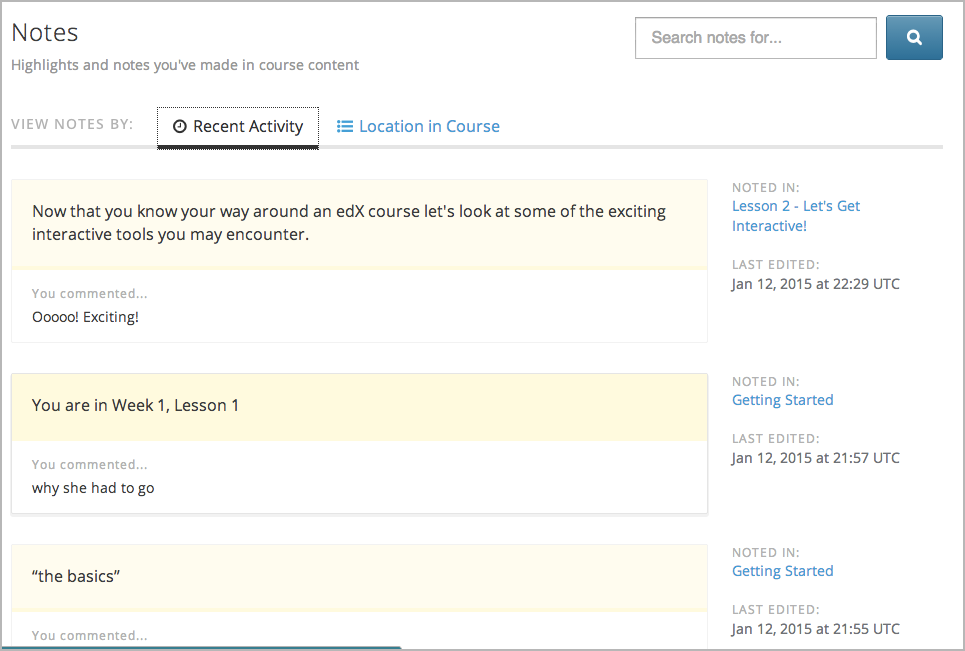 Notes
Search notes for...
Highlights and notes you've made in course content
VIEW NOTES BY:
Recent Activity
Location in Course
Now that you know your way around an edX course let's look at some of the exciting
interactive tools you may encounter.
You commented...
Ooooo! Exciting!
NOTED IN:
Lesson 2 - Let's Get
Interactive!
LAST EDITED:
Jan 12, 2015 at 22:29 UTC
You are in Week 1, Lesson 1
You commented...
why she had to go
NOTED IN:
Getting Started
LAST EDITED:
Jan 12, 2015 at 21:57 UTC
“the basics”
You commented...
NOTED IN:
Getting Started
LAST EDITED:
Jan 12, 2015 at 21:55 UTC